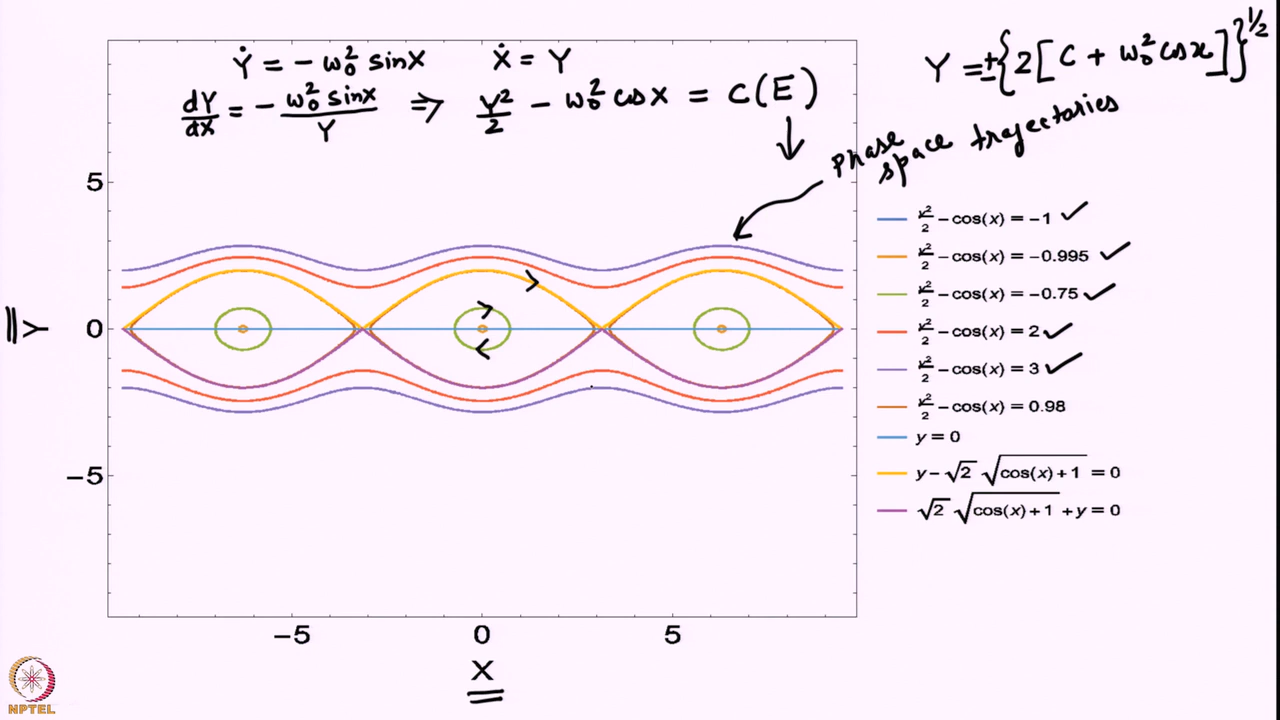 Ẏ = − ω₀² sinX    Ẋ = Y
dY/dX = − ω₀² sinX / Y ⇒ Y²/2 − ω₀² cosX = C(E)
Y = ±{2[C + ω₀² cosx]}^1/2
phase
space trajectories
5
0
−5
Y
−5 0 5
X
y²/2 − cos(x) = −1 ✓
y²/2 − cos(x) = −0.995 ✓
y²/2 − cos(x) = −0.75 ✓
y²/2 − cos(x) = 2 ✓
y²/2 − cos(x) = 3 ✓
y²/2 − cos(x) = 0.98
y = 0
y − √2 √cos(x) + 1 = 0
√2 √cos(x) + 1 + y = 0
NPTEL